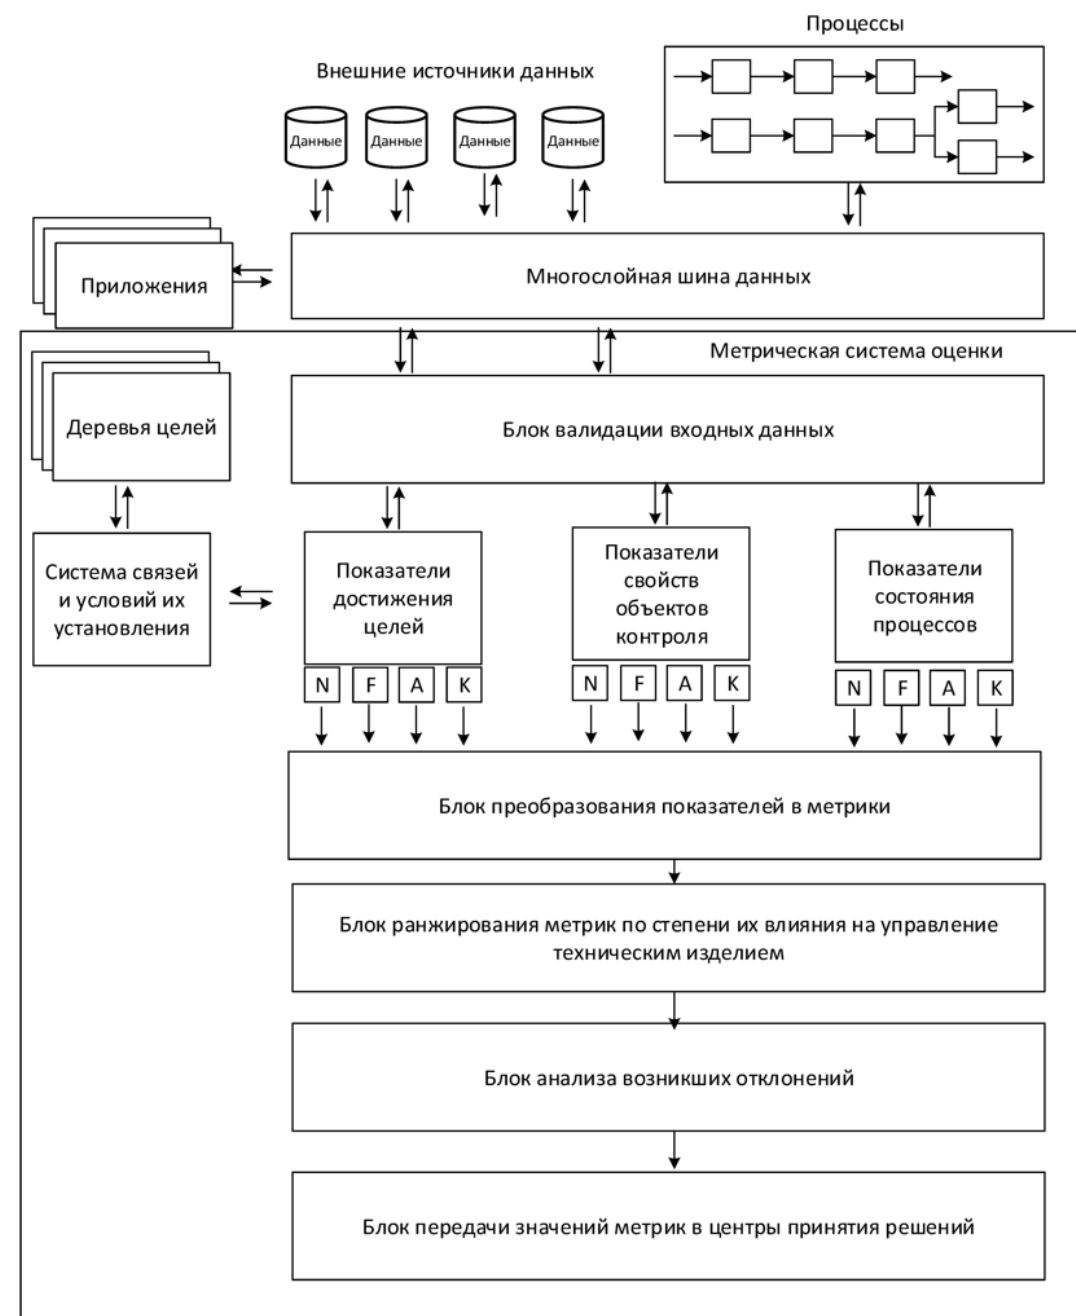 Процессы
Внешние источники данных
Данные Данные Данные Данные
Многослойная шина данных
Приложения
Метрическая система оценки
Деревья целей
Блок валидации входных данных
Система связей
и условий их
установления
Показатели
достижения
целей
Показатели
свойств
объектов
контроля
Показатели
состояния
процессов
N F A K
N F A K
N F A K
Блок преобразования показателей в метрики
Блок ранжирования метрик по степени их влияния на управление
техническим изделием
Блок анализа возникших отклонений
Блок передачи значений метрик в центры принятия решений